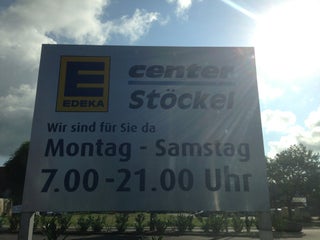 E
EDEKA
center
Stöckel
Wir sind für Sie da
Montag - Samstag
7.00-21.00 Uhr